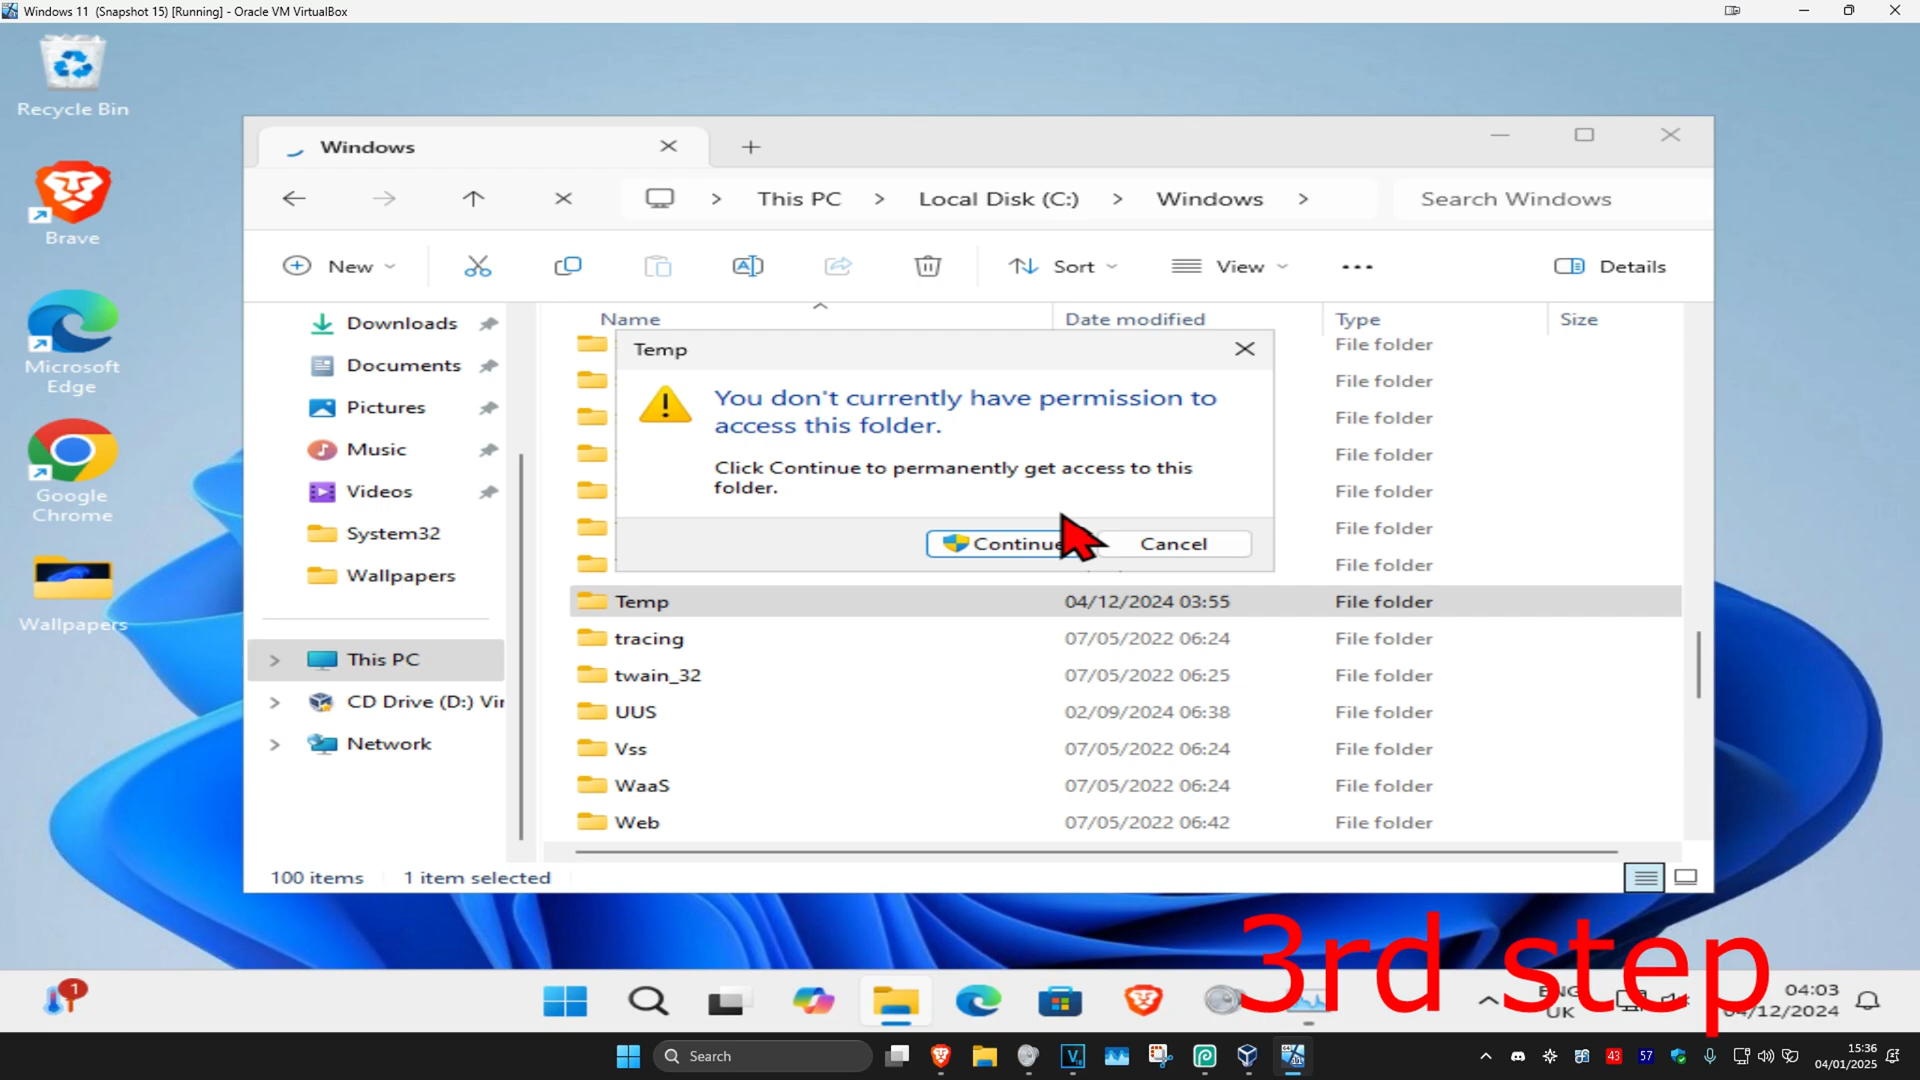 Windows 11 (Snapshot 15) [Running] - Oracle VM VirtualBox
Recycle Bin
Brave
Microsoft
Edge
Google
Chrome
Wallpapers
Windows
This PC > Local Disk (C:) > Windows >
Search Windows
New
Sort
View
Details
Downloads
Documents
Pictures
Music
Videos
System32
Wallpapers
This PC
CD Drive (D:) Vir
Network
Name Date modified Type Size
File folder
File folder
File folder
File folder
File folder
File folder
File folder
Temp
You don't currently have permission to
access this folder.
Click Continue to permanently get access to this
folder.
Continue
Cancel
Temp 04/12/2024 03:55 File folder
tracing 07/05/2022 06:24 File folder
twain_32 07/05/2022 06:25 File folder
UUS 02/09/2024 06:38 File folder
Vss 07/05/2022 06:24 File folder
WaaS 07/05/2022 06:24 File folder
Web 07/05/2022 06:42 File folder
100 items 1 item selected
3rd step
1
ENG
UK
04:03
04/12/2024
Search
43
57
15:36
04/01/2025